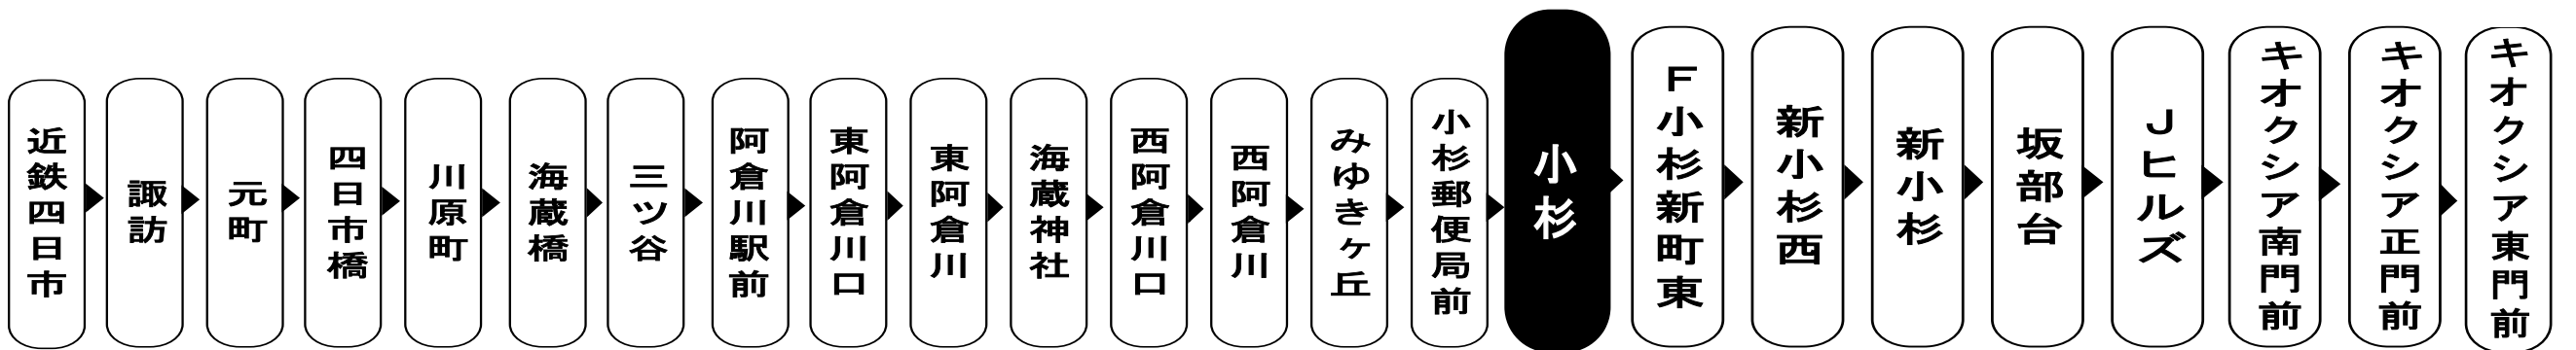 近鉄四日市
諏訪
元町
四日市橋
川原町
海蔵橋
三ツ谷
阿倉川駅前
東阿倉川口
東阿倉川
海蔵神社
西阿倉川口
西阿倉川
みゆきヶ丘
小杉郵便局前
小杉
F小杉新町東
新小杉西
新小杉
坂部台
Jヒルズ
キオクシア南門前
キオクシア正門前
キオクシア東門前